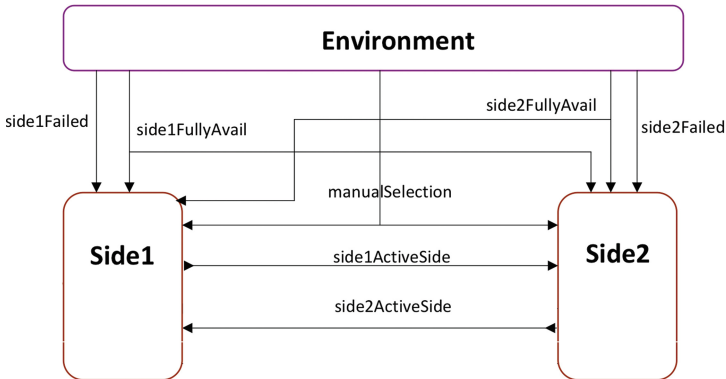 Environment
side2FullyAvail
side1Failed
side1FullyAvail
side2Failed
manualSelection
Side1
side1ActiveSide
Side2
side2ActiveSide